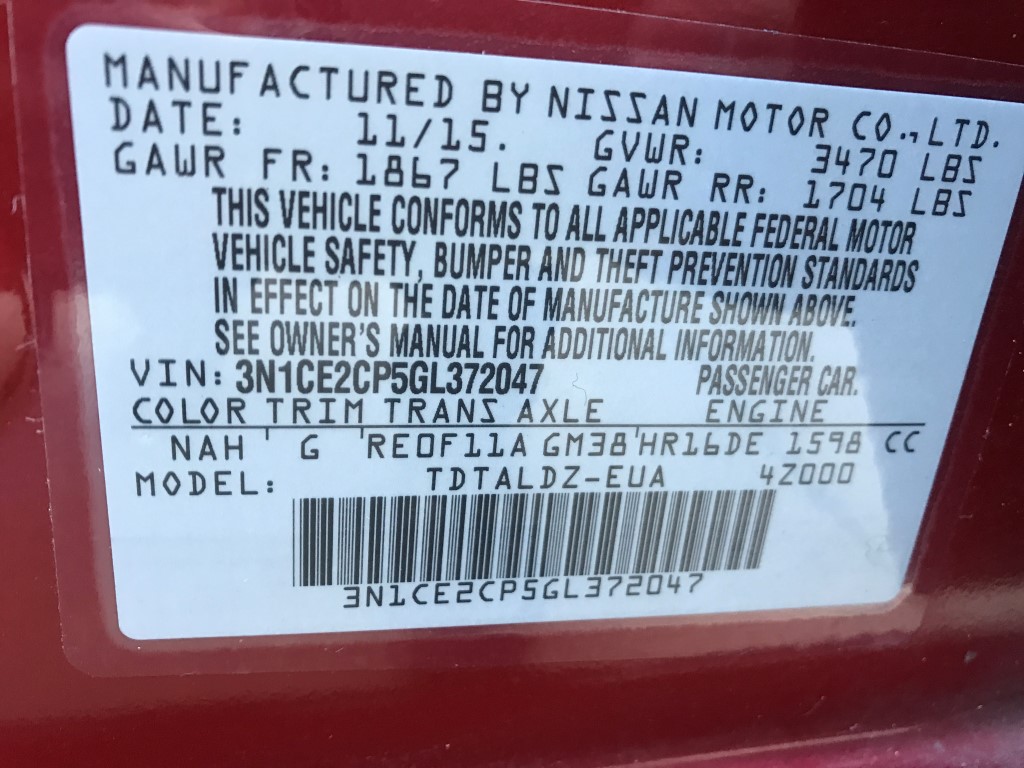 MANUFACTURED BY NISSAN MOTOR CO.,LTD.
DATE: 11/15. GVWR: 3470 LBS
GAWR FR: 1867 LBS GAWR RR: 1704 LBS
THIS VEHICLE CONFORMS TO ALL APPLICABLE FEDERAL MOTOR
VEHICLE SAFETY, BUMPER AND THEFT PREVENTION STANDARDS
IN EFFECT ON THE DATE OF MANUFACTURE SHOWN ABOVE.
SEE OWNER'S MANUAL FOR ADDITIONAL INFORMATION.
VIN: 3N1CE2CP5GL372047 PASSENGER CAR.
COLOR TRIM TRANS AXLE ENGINE
NAH ' G 'RE0F11A GM38'HR16DE 1598 CC
MODEL: TDTALDZ-EUA 4Z000
3N1CE2CP5GL372047